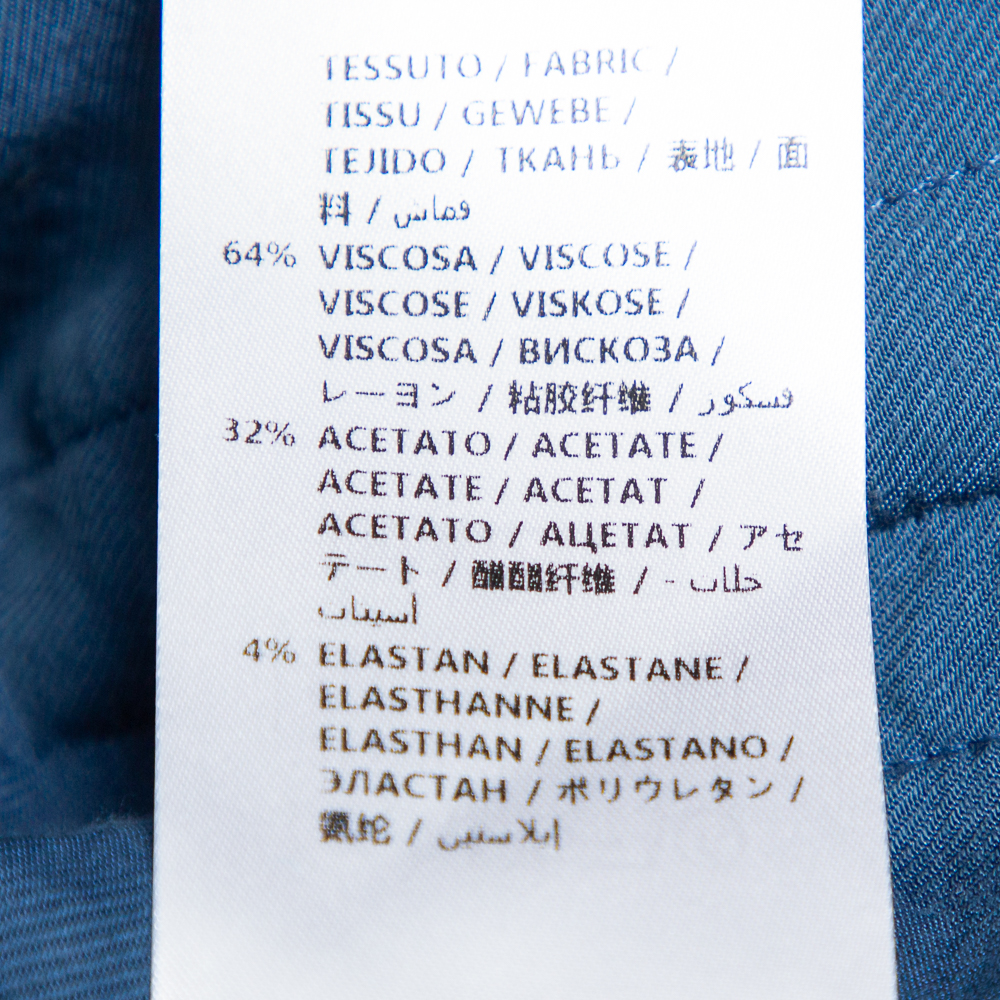 TESSUTO / FABRIC /
TISSU / GEWEBE /
TEJIDO / ТКАНЬ / 表地 / 面
料 / قماش
64% VISCOSA / VISCOSE /
VISCOSE / VISKOSE /
VISCOSA / ВИСКОЗА /
レーヨン / 粘胶纤维 / فسكور
32% ACETATO / ACETATE /
ACETATE / ACETAT /
ACETATO / АЦЕТАТ / アセ
テート / 醋酯纤维 / - خلات
أسيتات
4% ELASTAN / ELASTANE /
ELASTHANNE /
ELASTHAN / ELASTANO /
ЭЛАСТАН / ポリウレタン /
氨纶 /